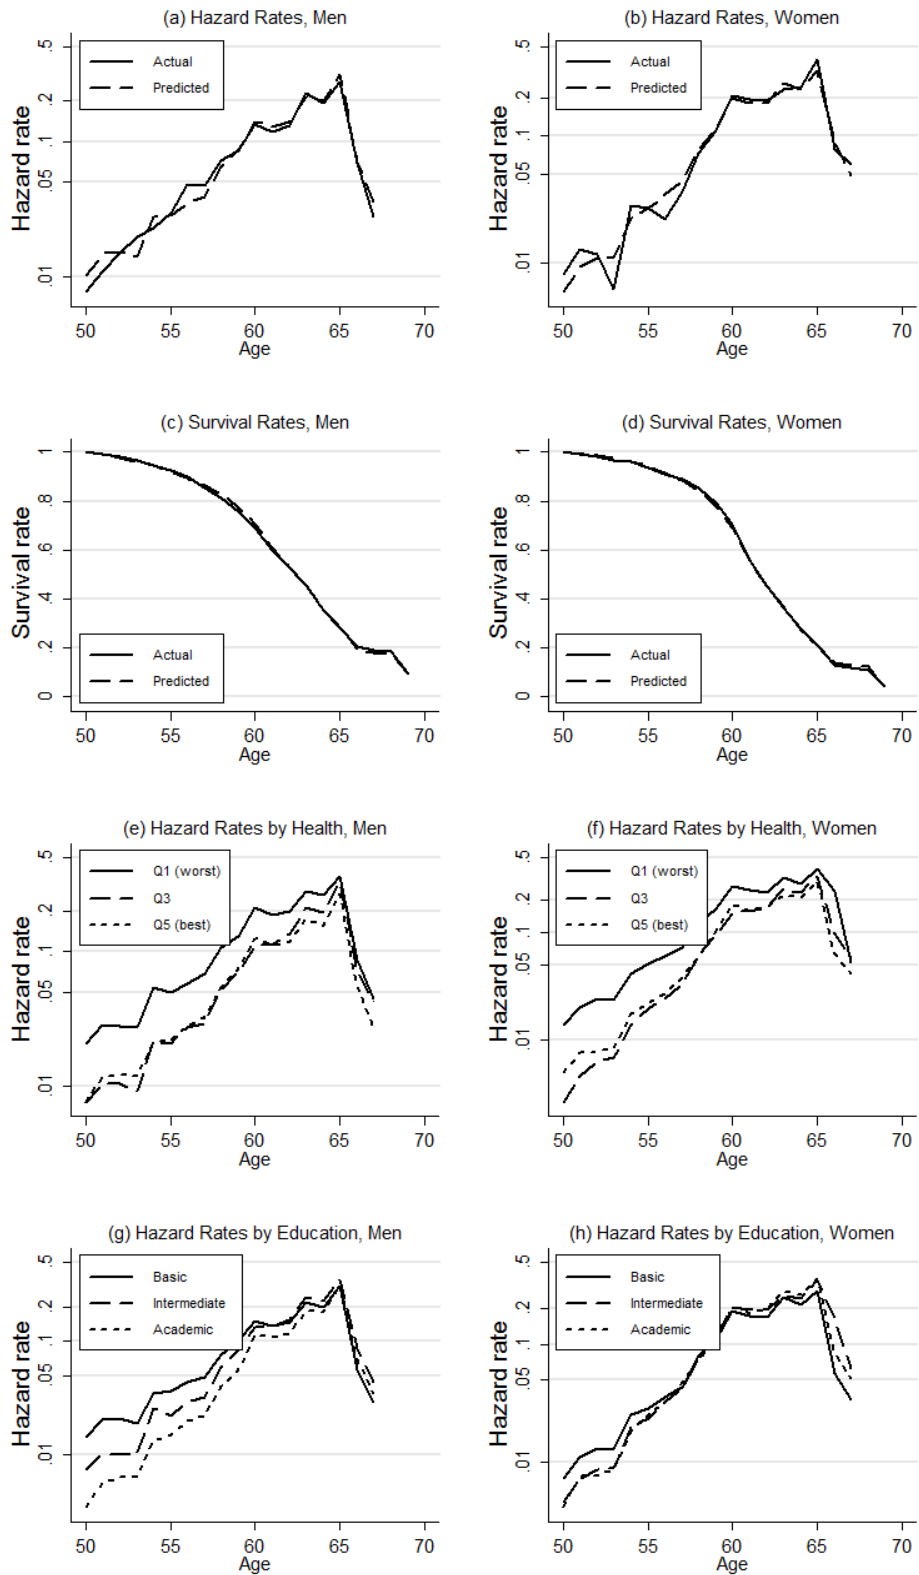 (a) Hazard Rates, Men
Hazard rate
.5
.2
.1
.05
.01
Actual
Predicted
50 55 60 65 70
Age
(b) Hazard Rates, Women
Hazard rate
.5
.2
.1
.05
.01
Actual
Predicted
50 55 60 65 70
Age
(c) Survival Rates, Men
Survival rate
1
.8
.6
.4
.2
0
Actual
Predicted
50 55 60 65 70
Age
(d) Survival Rates, Women
Survival rate
1
.8
.6
.4
.2
0
Actual
Predicted
50 55 60 65 70
Age
(e) Hazard Rates by Health, Men
Hazard rate
.5
.2
.1
.05
.01
Q1 (worst)
Q3
Q5 (best)
50 55 60 65 70
Age
(f) Hazard Rates by Health, Women
Hazard rate
.5
.2
.1
.05
.01
Q1 (worst)
Q3
Q5 (best)
50 55 60 65 70
Age
(g) Hazard Rates by Education, Men
Hazard rate
.5
.2
.1
.05
.01
Basic
Intermediate
Academic
50 55 60 65 70
Age
(h) Hazard Rates by Education, Women
Hazard rate
.5
.2
.1
.05
.01
Basic
Intermediate
Academic
50 55 60 65 70
Age